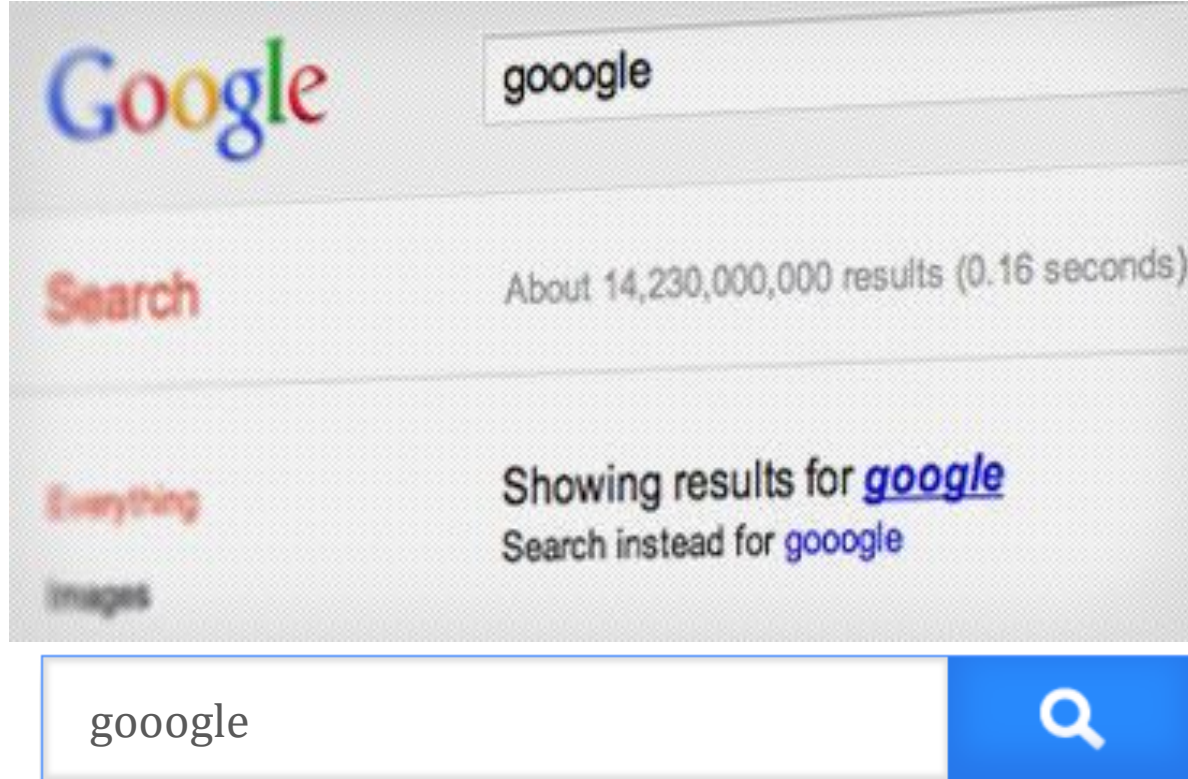 Google
gooogle
Search
About 14,230,000,000 results (0.16 seconds)
Everything
Showing results for google
Search instead for gooogle
Images
gooogle